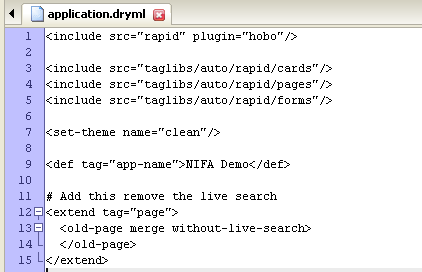 application.dryml
1 <include src="rapid" plugin="hobo"/>
2
3 <include src="taglibs/auto/rapid/cards"/>
4 <include src="taglibs/auto/rapid/pages"/>
5 <include src="taglibs/auto/rapid/forms"/>
6
7 <set-theme name="clean"/>
8
9 <def tag="app-name">NIFA Demo</def>
10
11 # Add this remove the live search
12 <extend tag="page">
13   <old-page merge without-live-search>
14   </old-page>
15 </extend>